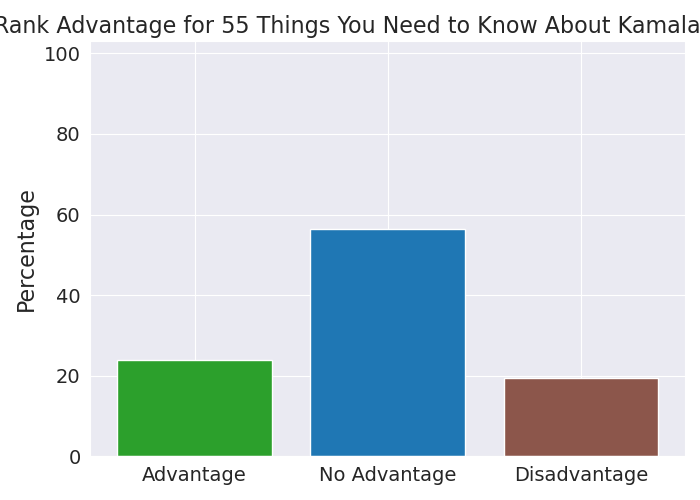 Rank Advantage for 55 Things You Need to Know About Kamala
100
80
60
40
20
0
Percentage
Advantage
No Advantage
Disadvantage